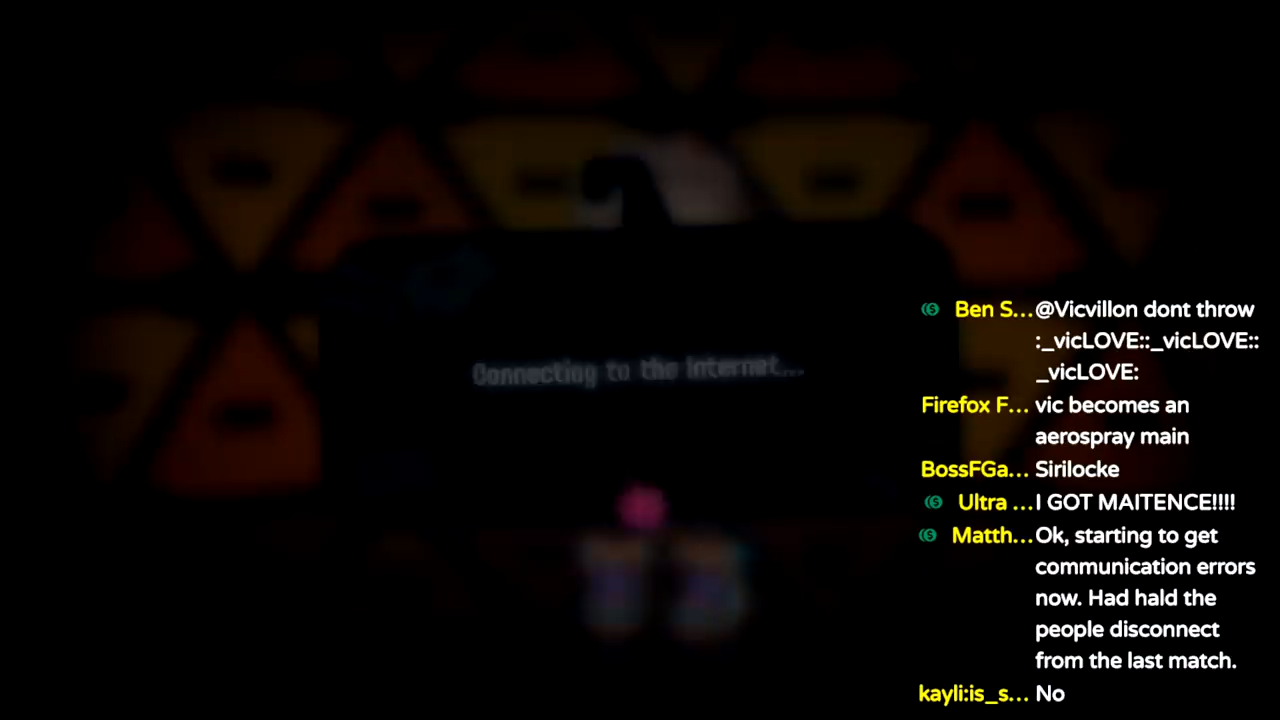 Connecting to the Internet...
Ben S... @Vicvillon dont throw
:_vicLOVE::_vicLOVE::
_vicLOVE:
Firefox F... vic becomes an
aerospray main
BossFGa... Sirilocke
Ultra ... I GOT MAITENCE!!!!
Matth... Ok, starting to get
communication errors
now. Had hald the
people disconnect
from the last match.
kayli:is_s... No